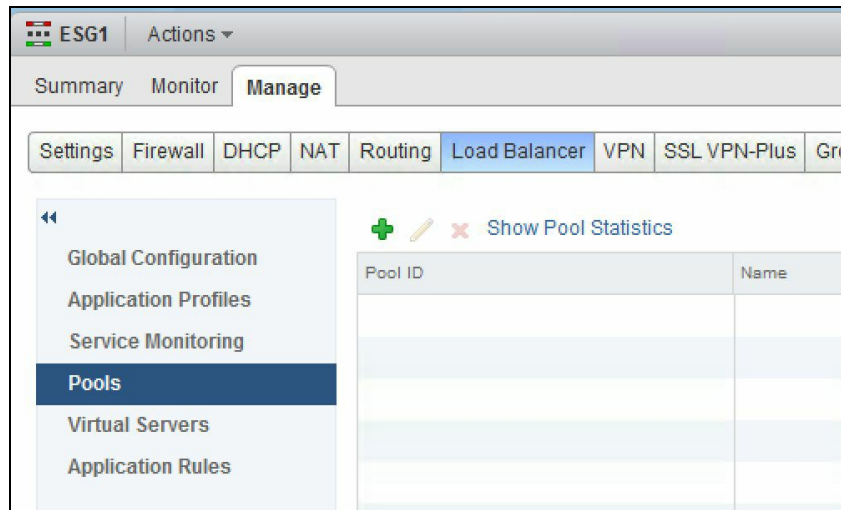 ESG1 Actions
Summary Monitor Manage
Settings Firewall DHCP NAT Routing Load Balancer VPN SSL VPN-Plus
Show Pool Statistics
Pool ID Name
Global Configuration
Application Profiles
Service Monitoring
Pools
Virtual Servers
Application Rules